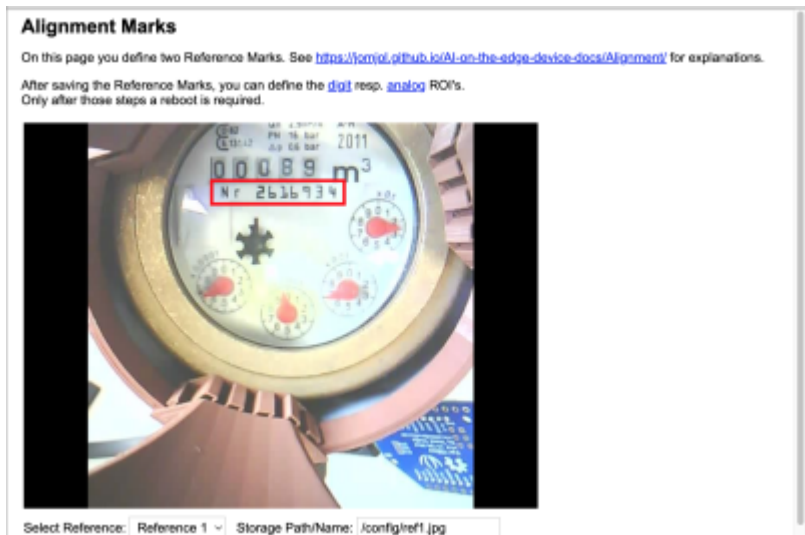 Alignment Marks
On this page you define two Reference Marks. See https://jomjol.github.io/AI-on-the-edge-device-docs/Alignment/ for explanations.
After saving the Reference Marks, you can define the digit resp. analog ROI's.
Only after those steps a reboot is required.
PN 16 bar
2011
00089 m³
Nr 2616934
Select Reference: Reference 1 Storage Path/Name: /config/ref1.jpg